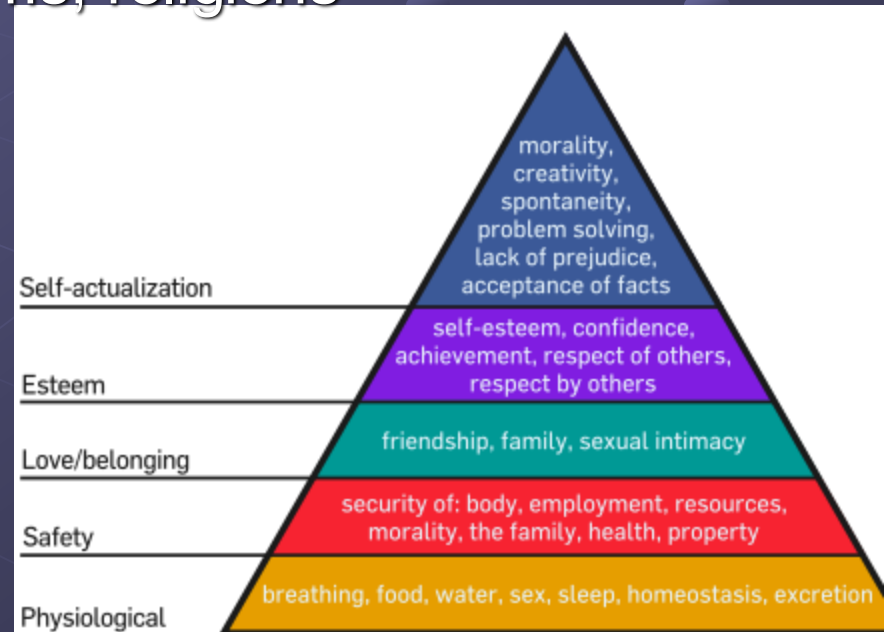 religions
morality,
creativity,
spontaneity,
problem solving,
lack of prejudice,
acceptance of facts
Self-actualization
self-esteem, confidence,
achievement, respect of others,
respect by others
Esteem
friendship, family, sexual intimacy
Love/belonging
security of: body, employment, resources,
morality, the family, health, property
Safety
breathing, food, water, sex, sleep, homeostasis, excretion
Physiological